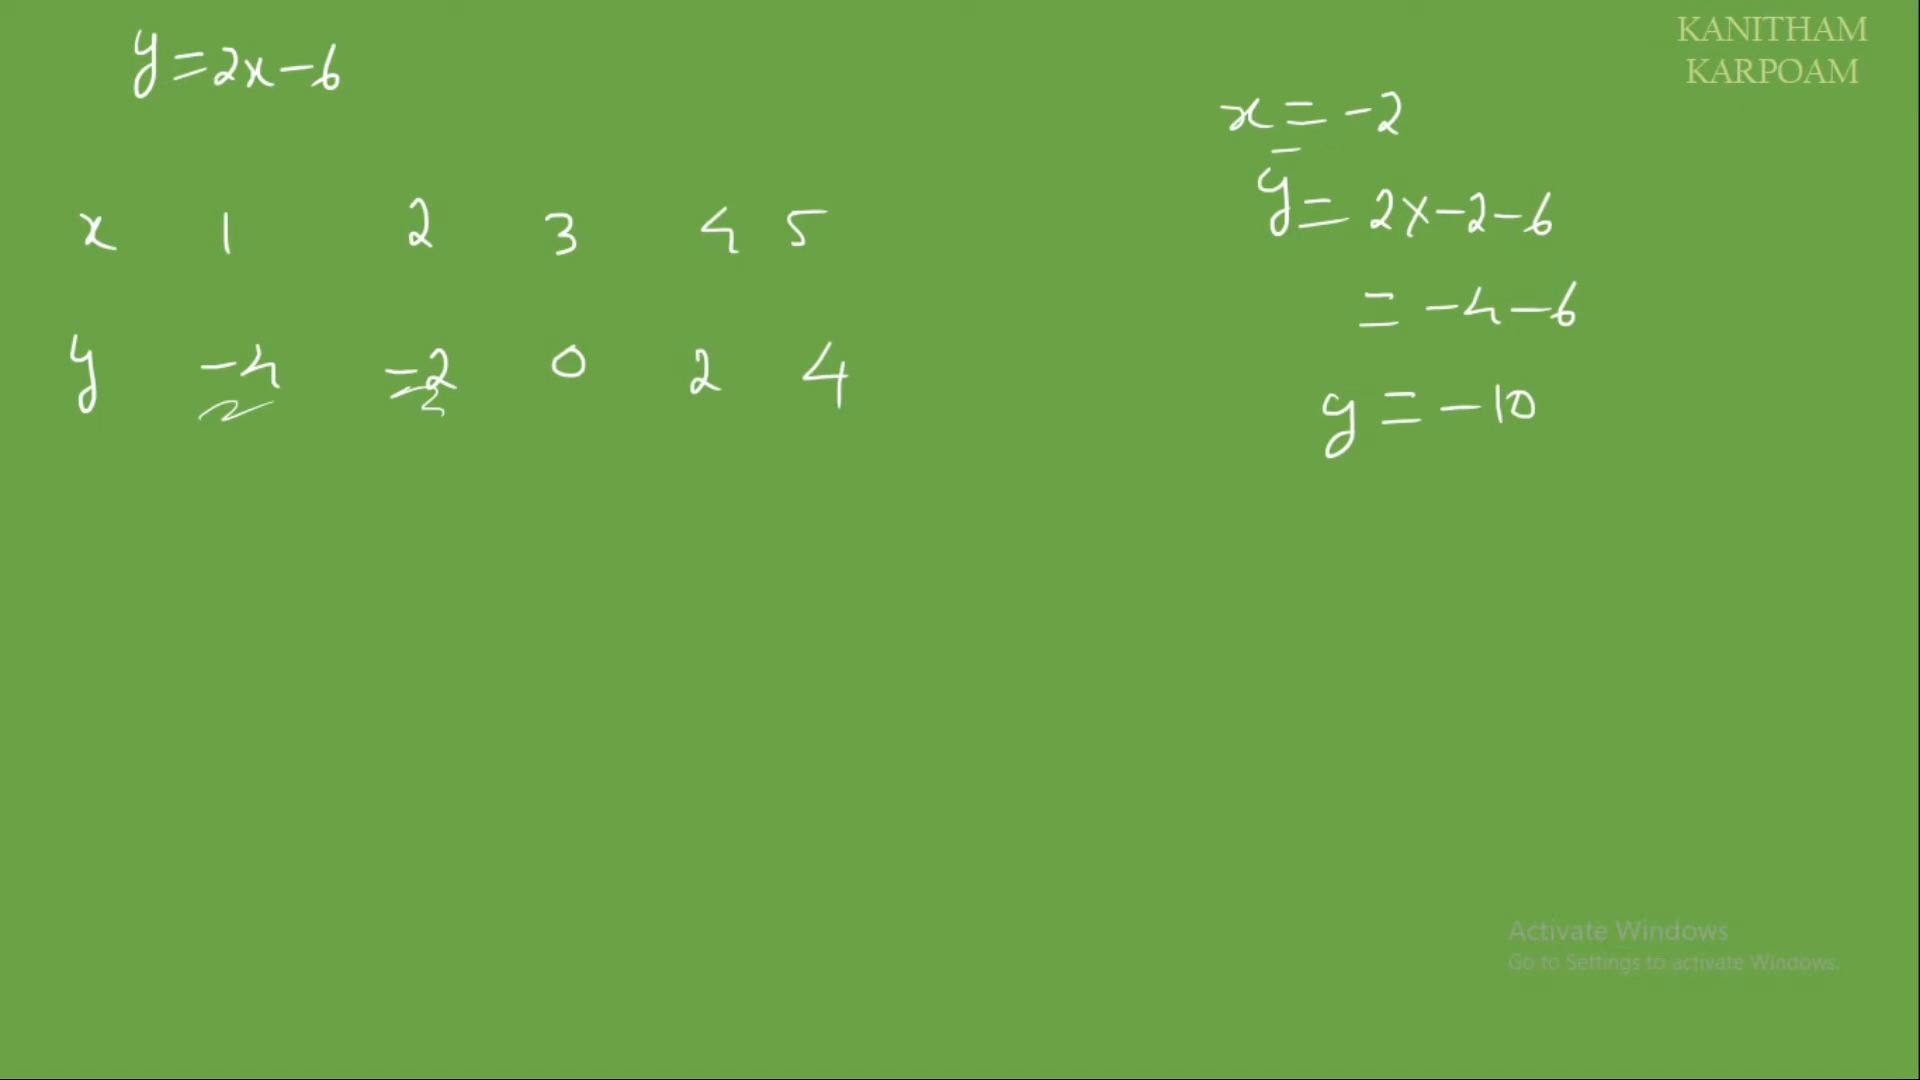 y = 2x - 6
x 1 2 3 4 5
y -4 -2 0 2 4
x = -2
y = 2x-2-6
= -4-6
y = -10
KANITHAM
KARPOAM
Activate Windows
Go to Settings to activate Windows.